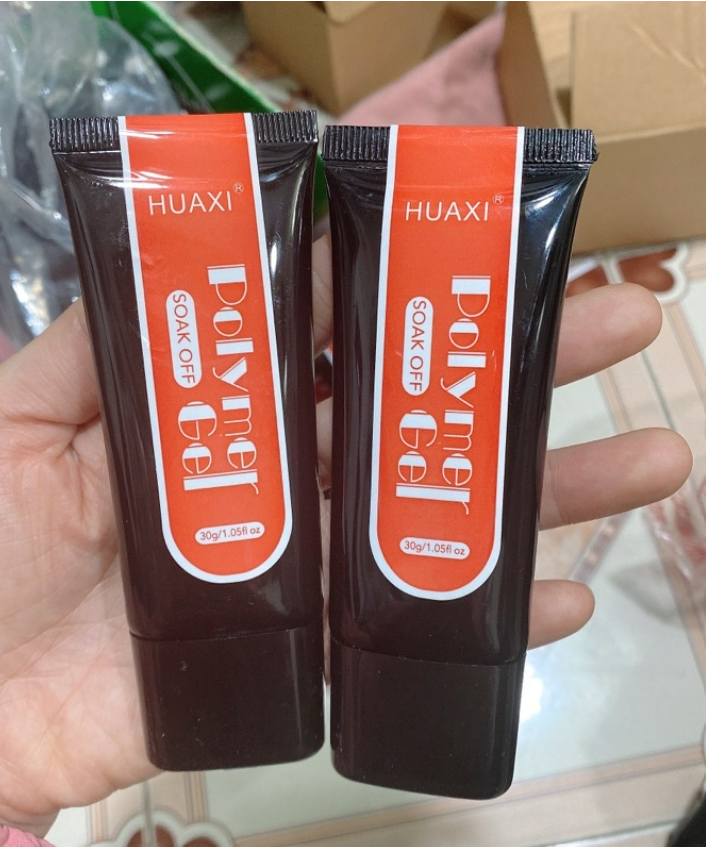 HUAXI®
Polymer Gel
SOAK OFF
30g/1.05fl oz
HUAXI®
Polymer Gel
SOAK OFF
30g/1.05fl oz